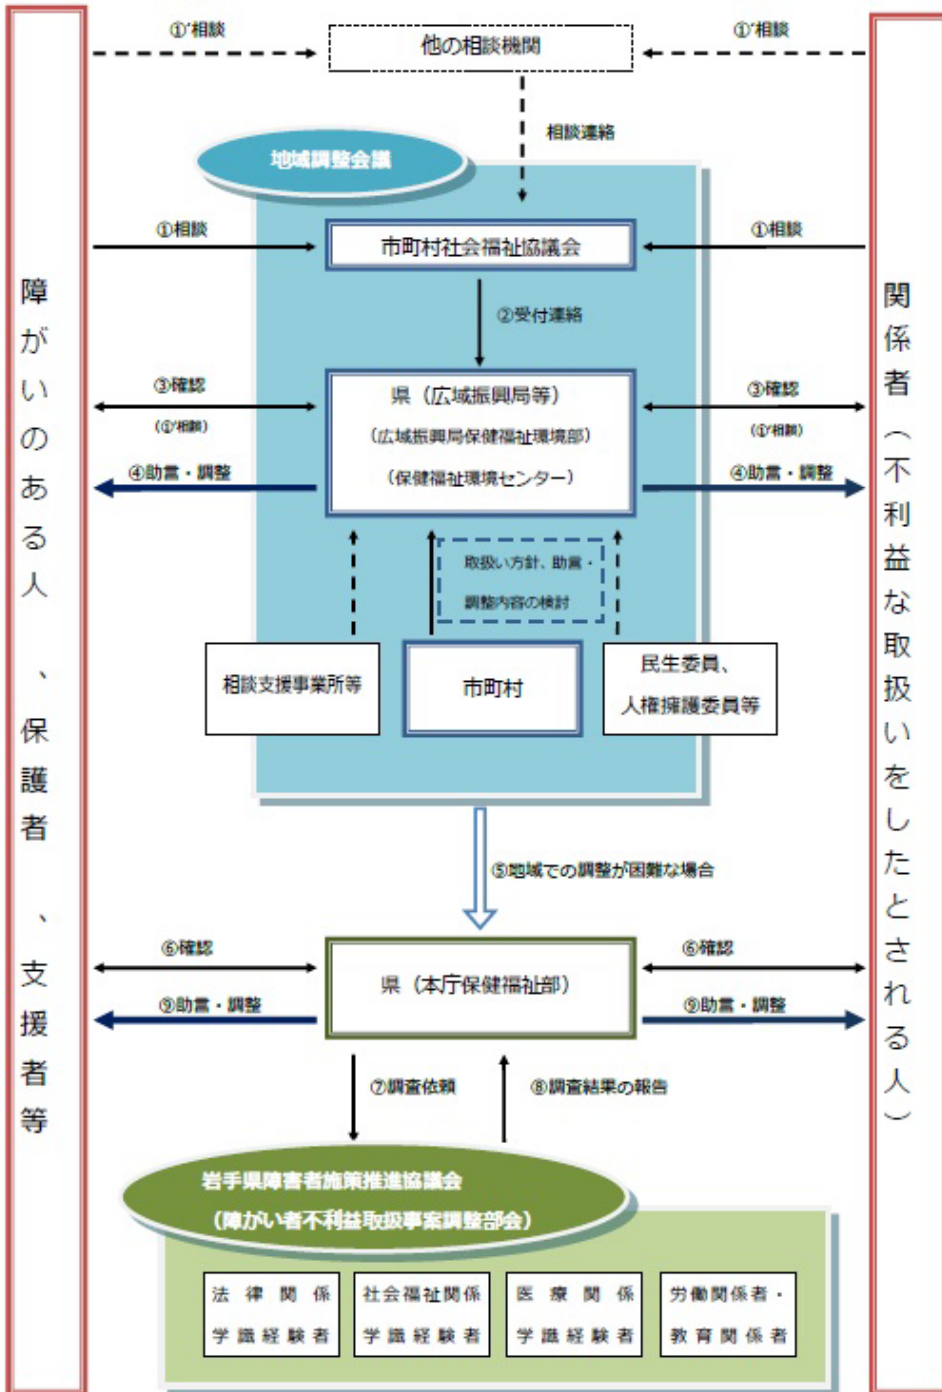 ①’相談
他の相談機関
①’相談
相談連絡
地域調整会議
①相談
市町村社会福祉協議会
①相談
②受付連絡
障がいのある人、保護者、支援者等
関係者（不利益な取扱いをしたとされる人）
③確認
(①’相談)
県（広域振興局等）
（広域振興局保健福祉環境部）
（保健福祉環境センター）
③確認
(①’相談)
④助言・調整
④助言・調整
取扱い方針、助言・
調整内容の検討
相談支援事業所等
市町村
民生委員、
人権擁護委員等
⑤地域での調整が困難な場合
⑥確認
県（本庁保健福祉部）
⑥確認
⑨助言・調整
⑨助言・調整
⑦調査依頼
⑧調査結果の報告
岩手県障害者施策推進協議会
（障がい者不利益取扱事案調整部会）
法律関係
学識経験者
社会福祉関係
学識経験者
医療関係
学識経験者
労働関係者・
教育関係者